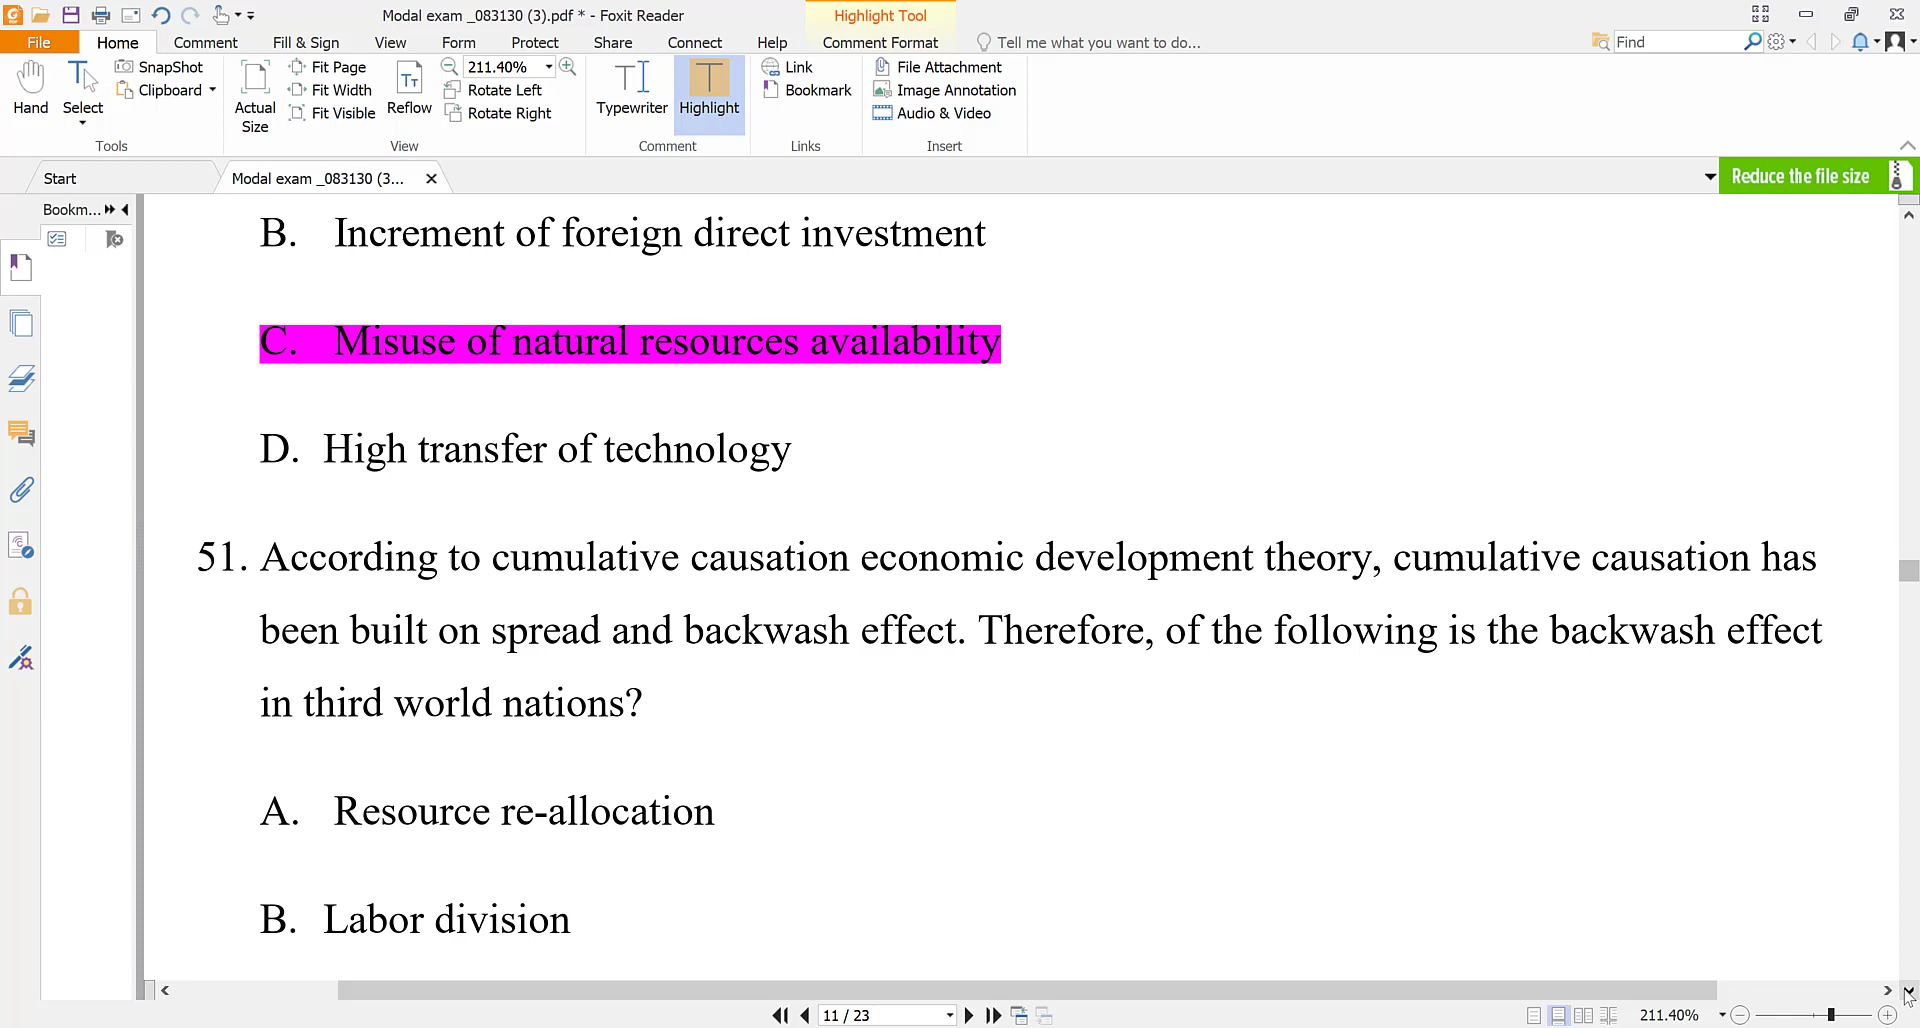 Modal exam _083130 (3).pdf * - Foxit Reader
Highlight Tool
File Home Comment Fill & Sign View Form Protect Share Connect Help Comment Format Tell me what you want to do... Find
Hand
Select
SnapShot
Clipboard
Tools
Actual Size
Fit Page
Fit Width
Fit Visible
Reflow
211.40%
Rotate Left
Rotate Right
View
Typewriter
Highlight
Comment
Link
Bookmark
Links
File Attachment
Image Annotation
Audio & Video
Insert
Start
Modal exam _083130 (3...
Reduce the file size
Bookm...
B. Increment of foreign direct investment
C. Misuse of natural resources availability
D. High transfer of technology
51. According to cumulative causation economic development theory, cumulative causation has
been built on spread and backwash effect. Therefore, of the following is the backwash effect
in third world nations?
A. Resource re-allocation
B. Labor division
11 / 23
211.40%